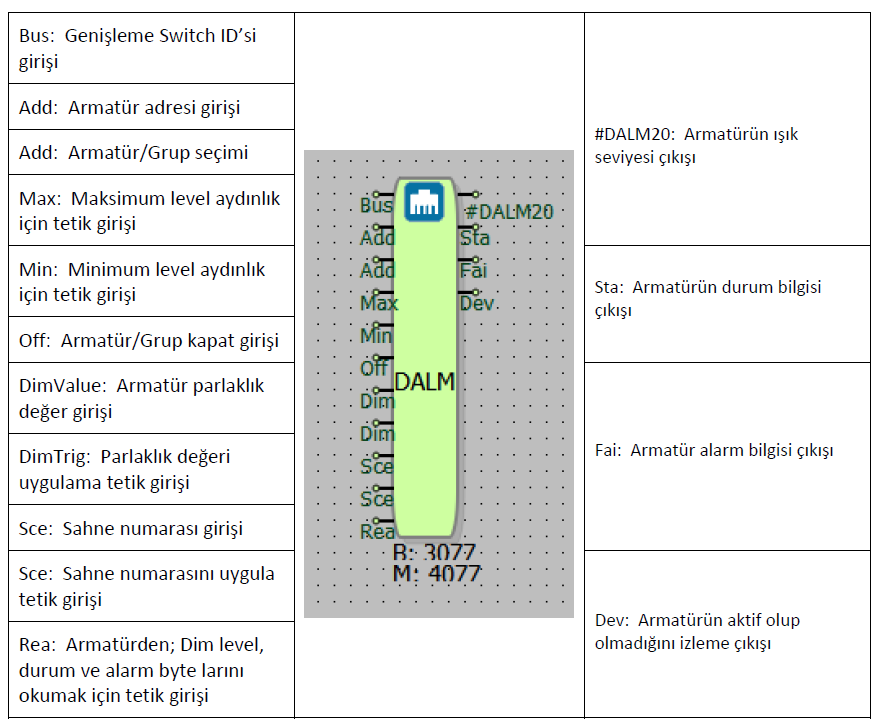 Bus:  Genişleme Switch ID’si
girişi
Add:  Armatür adresi girişi
Add:  Armatür/Grup seçimi
Max:  Maksimum level aydınlık
için tetik girişi
Min:  Minimum level aydınlık
için tetik girişi
Off:  Armatür/Grup kapat girişi
DimValue:  Armatür parlaklık
değer girişi
DimTrig:  Parlaklık değeri
uygulama tetik girişi
Sce:  Sahne numarası girişi
Sce:  Sahne numarasını uygula
tetik girişi
Rea:  Armatürden; Dim level,
durum ve alarm byte larını
okumak için tetik girişi
Bus
Add
Add
Max
Min
Off
Dim
Dim
Sce
Sce
Rea
DALM
#DALM20
Sta
Fai
Dev
B: 3077
M: 4077
#DALM20:  Armatürün ışık
seviyesi çıkışı
Sta:  Armatürün durum bilgisi
çıkışı
Fai:  Armatür alarm bilgisi çıkışı
Dev:  Armatürün aktif olup
olmadığını izleme çıkışı